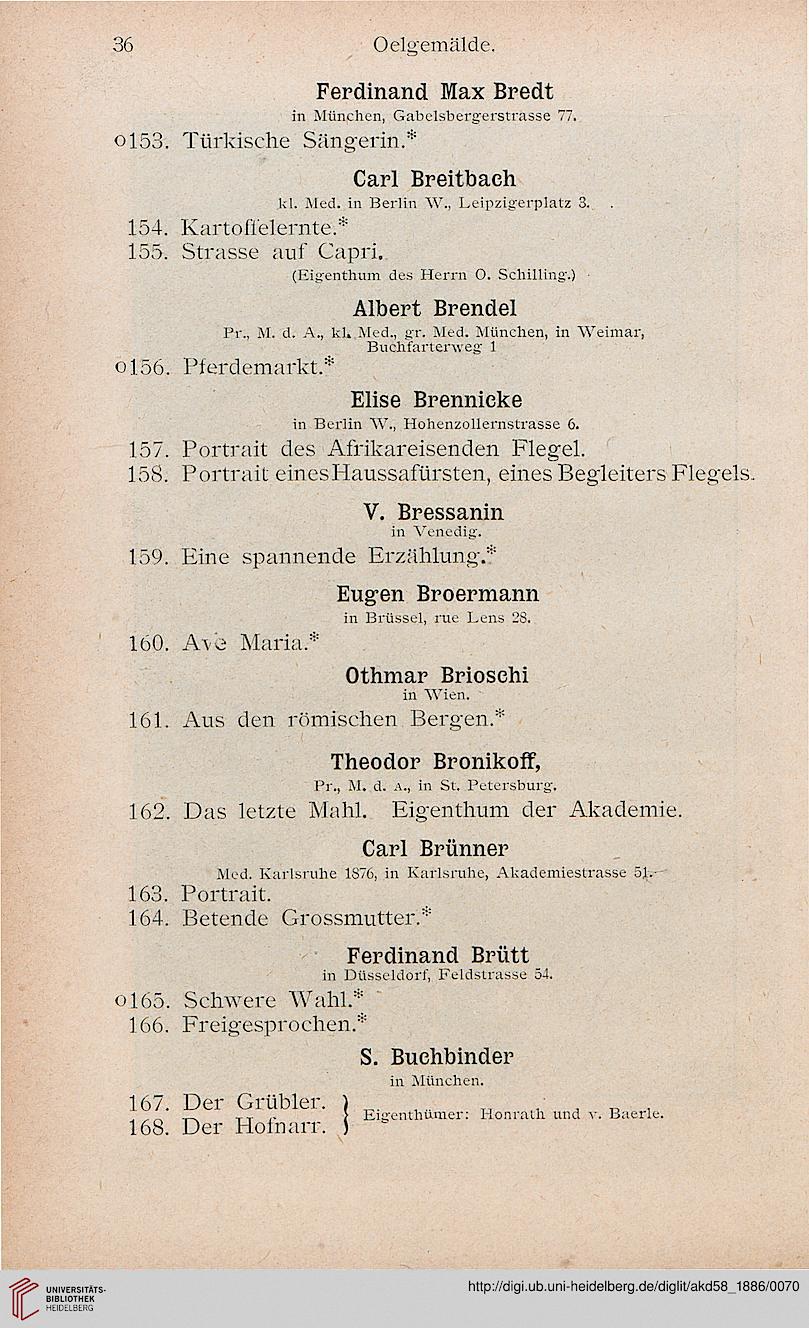 36 Oelgemälde.
Ferdinand Max Bredt
in München, Gabelsbergerstrasse 77.
o153. Türkische Sängerin.*
Carl Breitbach
kl. Med. in Berlin W., Leipzigerplatz 3.
154. Kartoffelernte.*
155. Strasse auf Capri.
(Eigenthum des Herrn O. Schilling.)
Albert Brendel
Pr., M. d. A., kl. Med., gr. Med. München, in Weimar,
Buchfarterweg 1
o156. Pferdemarkt.*
Elise Brennicke
in Berlin W., Hohenzollernstrasse 6.
157. Portrait des Afrikareisenden Flegel.
158. Portrait eines Haussafürsten, eines Begleiters Flegels.
V. Bressanin
in Venedig.
159. Eine spannende Erzählung.*
Eugen Broermann
in Brüssel, rue Lens 28.
160. Ave Maria.*
Othmar Brioschi
in Wien.
161. Aus den römischen Bergen.*
Theodor Bronikoff,
Pr., M. d. A., in St. Petersburg.
162. Das letzte Mahl. Eigenthum der Akademie.
Carl Brünner
Med. Karlsruhe 1876, in Karlsruhe, Akademiestrasse 51.
163. Portrait.
164. Betende Grossmutter.*
Ferdinand Brütt
in Düsseldorf, Feldstrasse 54.
o165. Schwere Wahl.*
166. Freigesprochen.*
S. Buchbinder
in München.
167. Der Grübler.
168. Der Hofnarr.
} Eigenthümer: Honrath und v. Baerle.
UNIVERSITÄTS-
BIBLIOTHEK
HEIDELBERG
http://digi.ub.uni-heidelberg.de/diglit/akd58_1886/0070